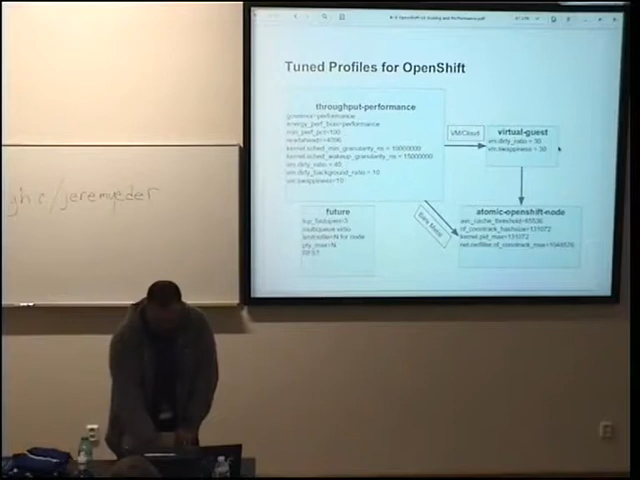 Tuned Profiles for OpenShift
throughput-performance
governor=performance
energy_perf_bias=performance
min_perf_pct=100
readahead=4096
kernel.sched_min_granularity_ns = 10000000
kernel.sched_wakeup_granularity_ns = 15000000
vm.dirty_ratio = 40
vm.dirty_background_ratio = 10
vm.swappiness=10
VM/Cloud
virtual-guest
vm.dirty_ratio = 30
vm.swappiness = 30
Bare Metal
future
tcp_fastopen=3
multiqueue virtio
pty_max=N
atomic-openshift-node
avc_cache_threshold=65536
nf_conntrack_hashsize=131072
kernel.pid_max=131072
net.netfilter.nf_conntrack_max=1048576
/jeremyeder